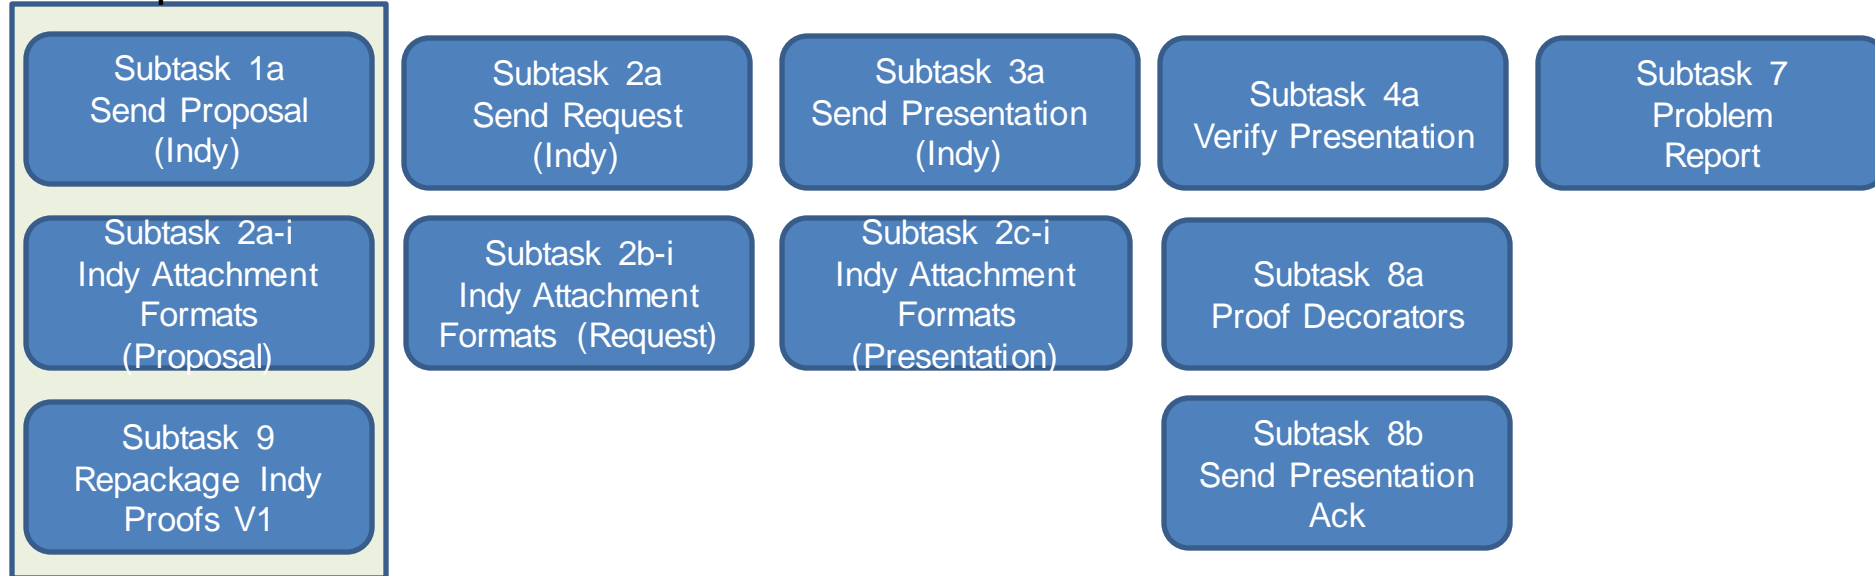 Subtask 1a
Send Proposal
(Indy)
Subtask 2a
Send Request
(Indy)
Subtask 3a
Send Presentation
(Indy)
Subtask 4a
Verify Presentation
Subtask 7
Problem
Report
Subtask 2a-i
Indy Attachment
Formats
(Proposal)
Subtask 2b-i
Indy Attachment
Formats (Request)
Subtask 2c-i
Indy Attachment
Formats
(Presentation)
Subtask 8a
Proof Decorators
Subtask 9
Repackage Indy
Proofs V1
Subtask 8b
Send Presentation
Ack